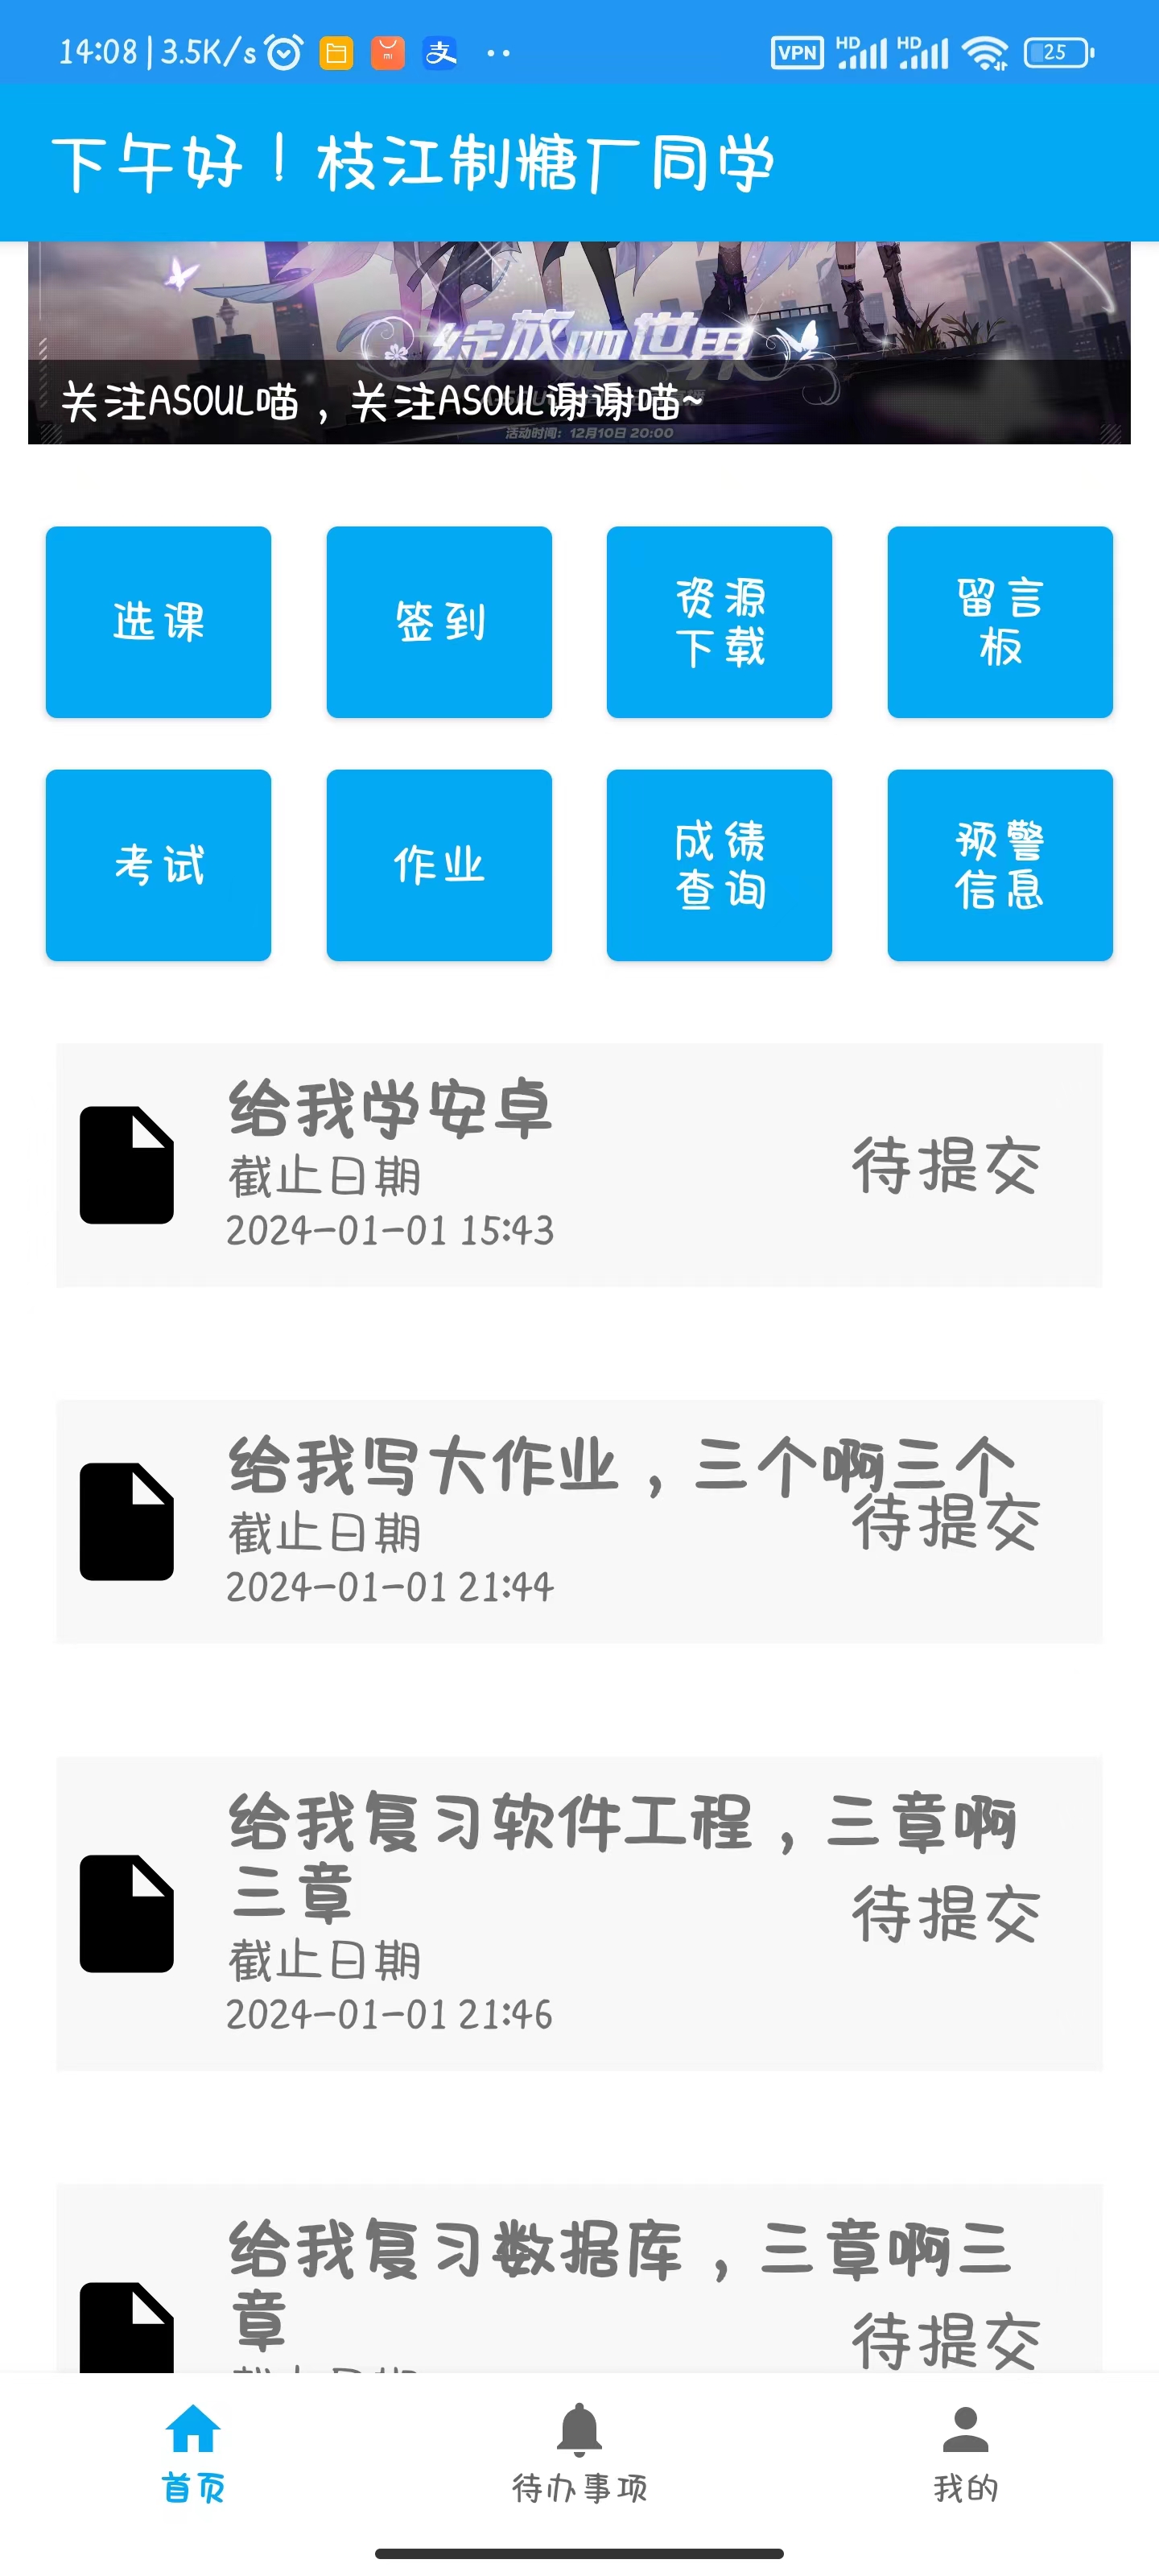 14:08 | 3.5K/s 支 VPN HD HD 25
下午好！枝江制糖厂同学
绽放吧世界
关注ASOUL喵，关注ASOUL谢谢喵~
活动时间：12月10日 20:00
选课 签到 资源下载 留言板
考试 作业 成绩查询 预警信息
给我学安卓
截止日期
2024-01-01 15:43
待提交
给我写大作业，三个啊三个
截止日期
2024-01-01 21:44
待提交
给我复习软件工程，三章啊
三章
截止日期
2024-01-01 21:46
待提交
给我复习数据库，三章啊三
章
待提交
首页 待办事项 我的